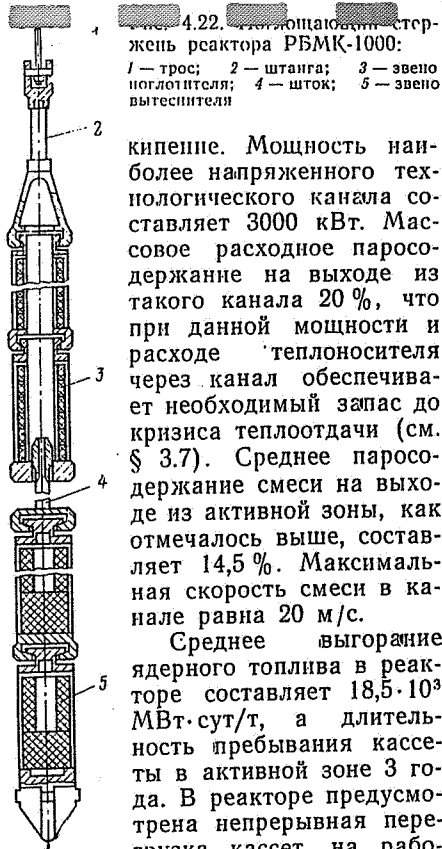 1
Рис. 4.22. Поглощающий стер-
жень реактора РБМК-1000:
1 — трос; 2 — штанга; 3 — звено
поглотителя; 4 — шток; 5 — звено
вытеснителя
2
кипение. Мощность наи-
более напряженного тех-
нологического канала со-
ставляет 3000 кВт. Мас-
совое расходное паросо-
держание на выходе из
такого канала 20 %, что
при данной мощности и
расходе теплоносителя
через канал обеспечива-
ет необходимый запас до
кризиса теплоотдачи (см.
§ 3.7). Среднее паросо-
держание смеси на выхо-
де из активной зоны, как
отмечалось выше, состав-
ляет 14,5 %. Максималь-
ная скорость смеси в ка-
нале равна 20 м/с.
3
4
Среднее выгорание
ядерного топлива в реак-
торе составляет 18,5·10³
МВт·сут/т, а длитель-
ность пребывания кассе-
ты в активной зоне 3 го-
да. В реакторе предусмо-
трена непрерывная пере-
грузка кассет на рабо-
5